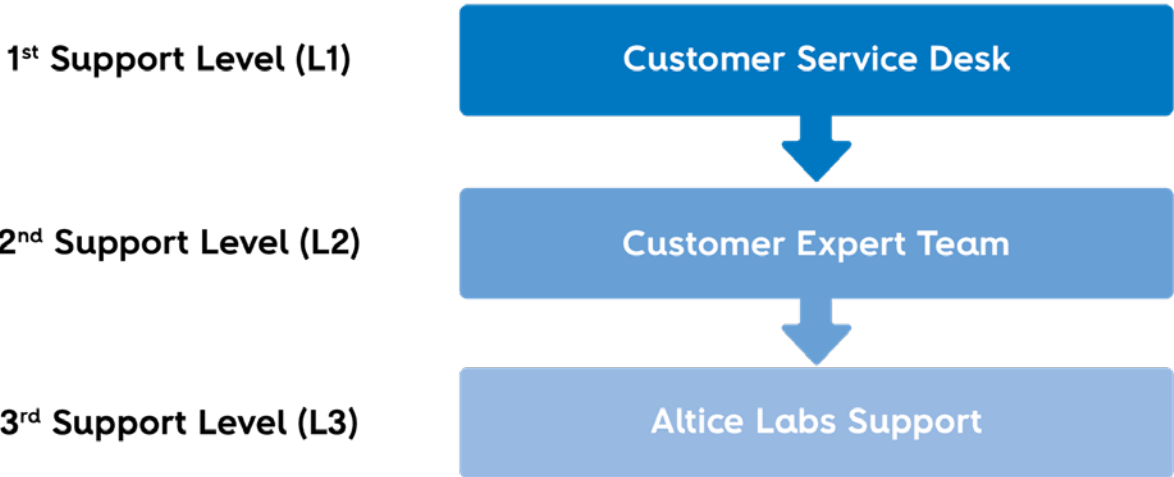 1st Support Level (L1)
Customer Service Desk
2nd Support Level (L2)
Customer Expert Team
3rd Support Level (L3)
Altice Labs Support